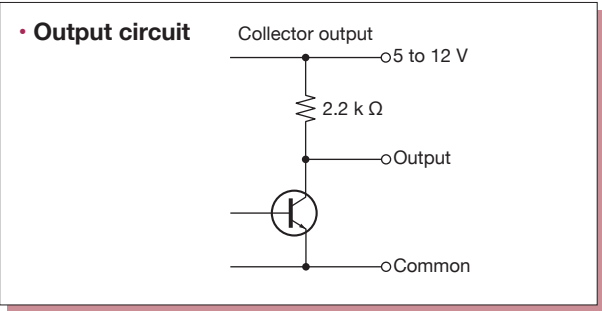 • Output circuit
Collector output
5 to 12 V
2.2 k Ω
Output
Common